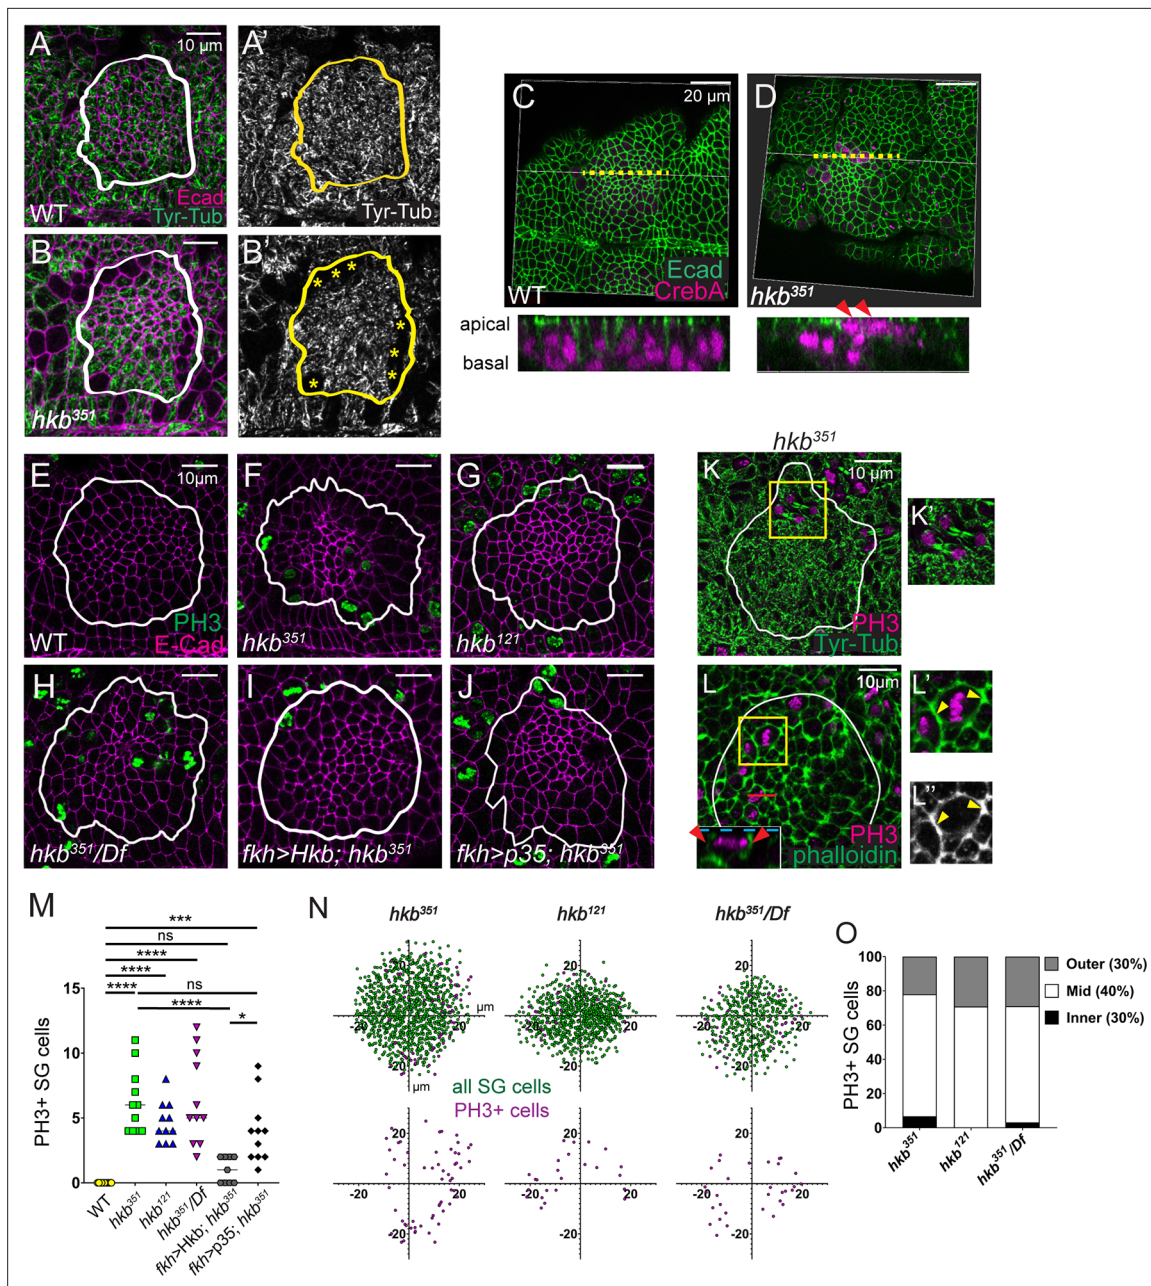 A
10 µm
A'
Ecad
Tyr-Tub
WT
Tyr-Tub
B
B'
hkb351
C
20 µm
D
Ecad
CrebA
WT
hkb351
apical
basal
E
10µm
F
G
PH3
E-Cad
WT
hkb351
hkb121
hkb351
K
10 µm
K'
PH3
Tyr-Tub
H
I
J
hkb351/Df
fkh>Hkb; hkb351
fkh>p35; hkb351
L
10µm
L'
L"
PH3
phalloidin
M
***
ns
****
****
ns
****
****
*
15
10
5
0
PH3+ SG cells
WT
hkb351
hkb121
hkb351/Df
fkh>Hkb; hkb351
fkh>p35; hkb351
N
hkb351
hkb121
hkb351/Df
20
20
20
µm
-20
20
-20
20
-20
20
-20
-20
-20
µm
all SG cells
PH3+ cells
20
20
20
-20
20
-20
20
-20
20
-20
-20
-20
O
100
80
60
40
20
0
PH3+ SG cells
Outer (30%)
Mid (40%)
Inner (30%)
hkb351
hkb121
hkb351/Df